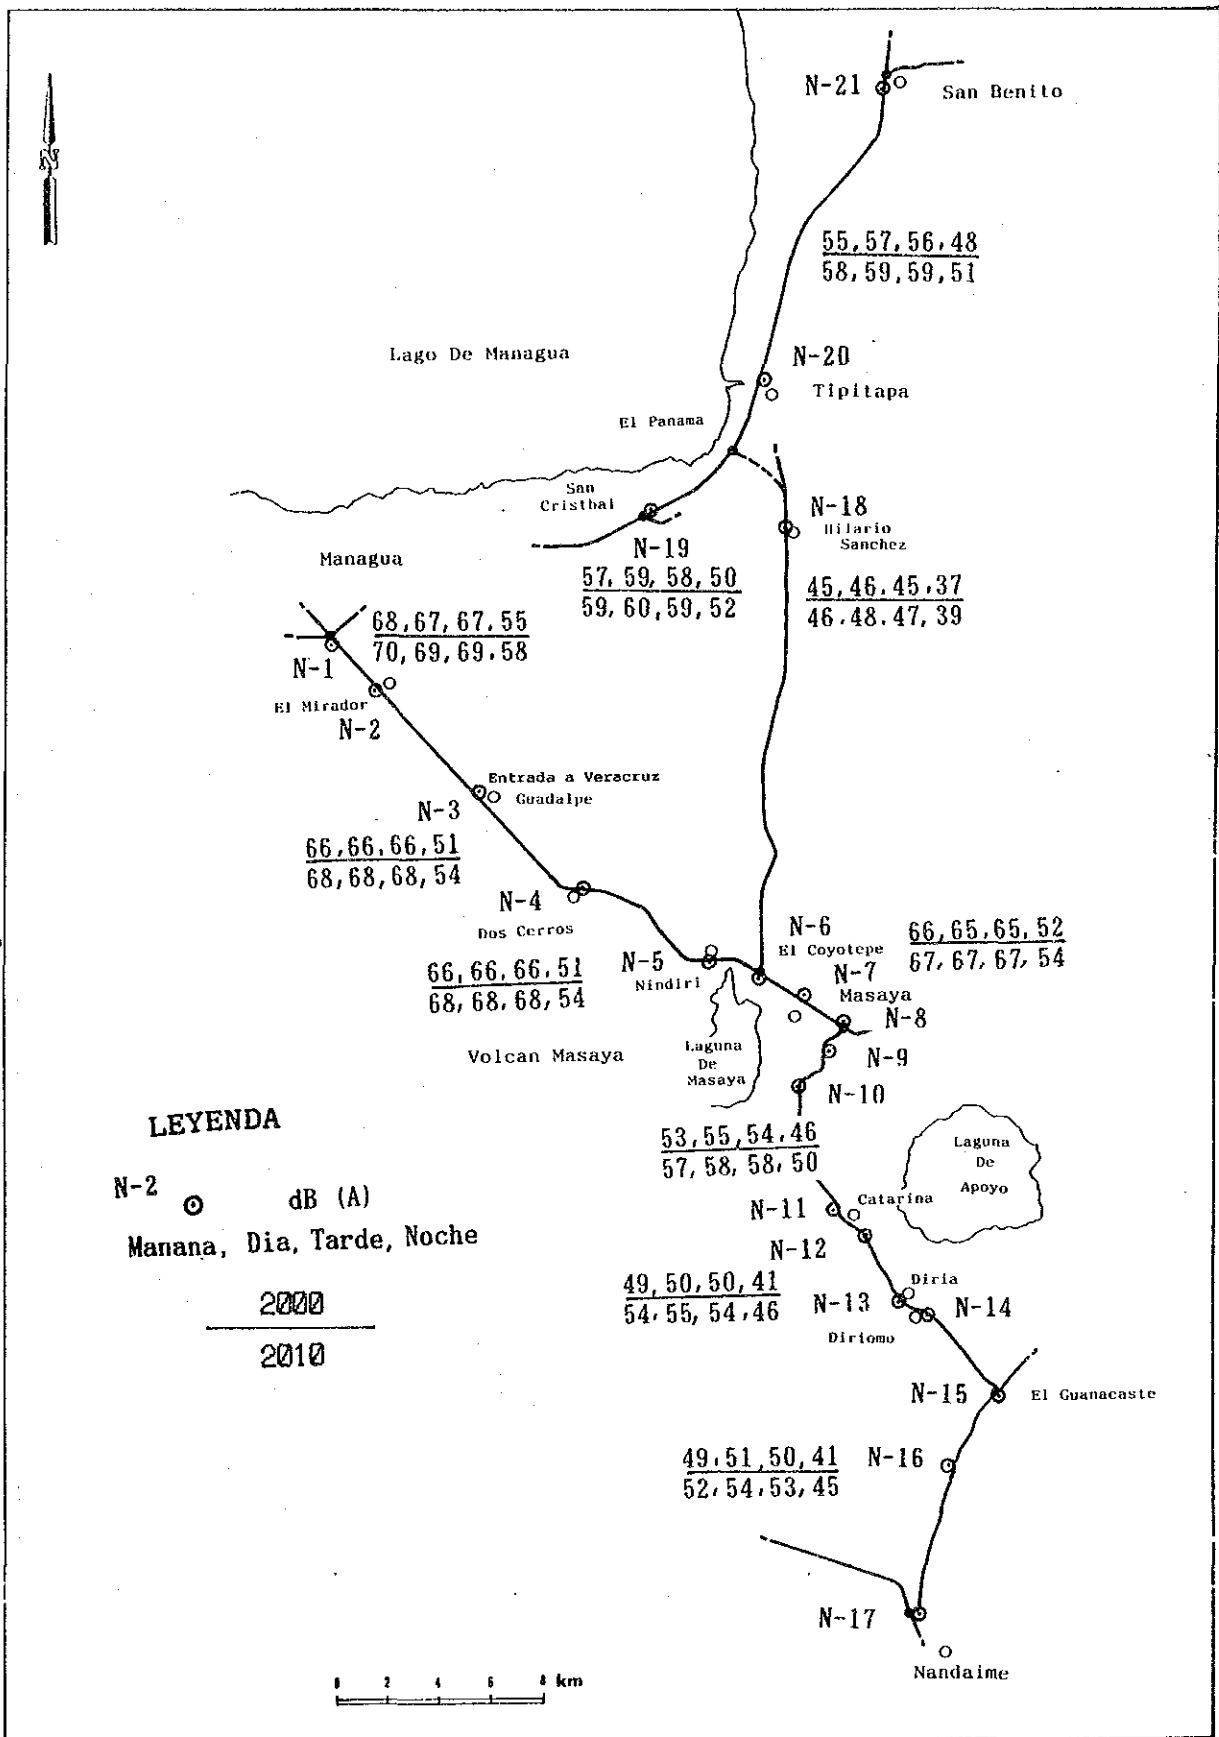 N
N-21
San Benito
55,57,56,48
58,59,59,51
Lago De Managua
N-20
Tipitapa
El Panama
San
Cristbal
N-18
Hilario
Sanchez
N-19
57,59,58,50
59,60,59,52
45,46,45,37
46,48,47,39
Managua
68,67,67,55
70,69,69,58
N-1
El Mirador
N-2
Entrada a Veracruz
Guadalpe
N-3
66,66,66,51
68,68,68,54
N-4
Dos Cerros
66,66,66,51
68,68,68,54
N-5
Nindiri
N-6
El Coyotepe
66,65,65,52
67,67,67,54
N-7
Masaya
N-8
Volcan Masaya
Laguna
De
Masaya
N-9
N-10
LEYENDA
N-2
dB (A)
Manana, Dia, Tarde, Noche
2000
2010
53,55,54,46
57,58,58,50
Laguna
De
Apoyo
N-11
Catarina
N-12
49,50,50,41
54,55,54,46
N-13
Diria
N-14
Diriomo
N-15
El Guanacaste
49,51,50,41
52,54,53,45
N-16
N-17
Nandaime
0 2 4 6 8 km